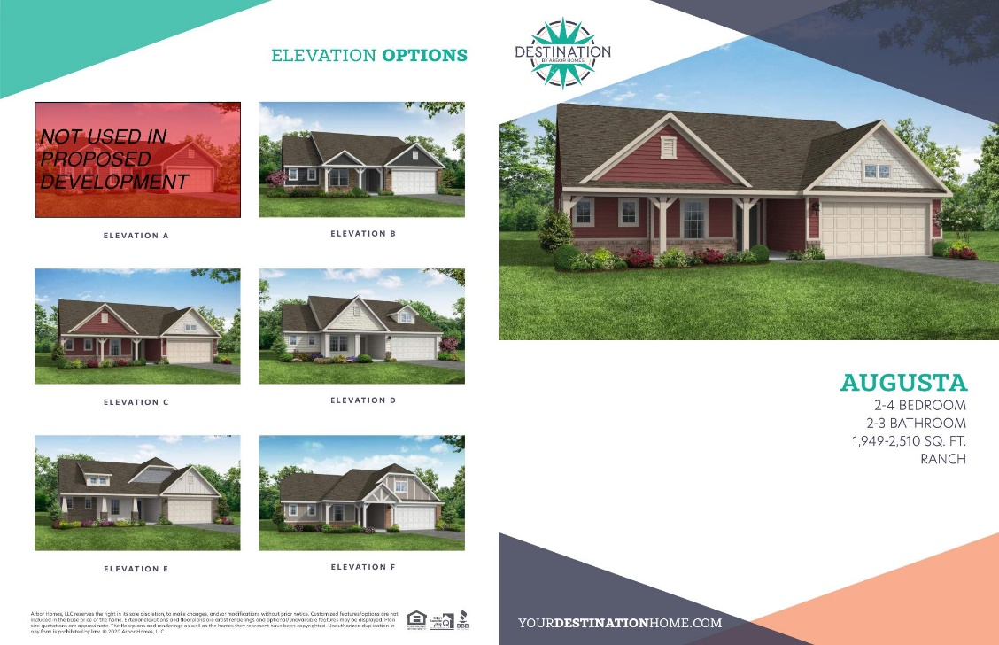 ELEVATION OPTIONS
NOT USED IN
PROPOSED
DEVELOPMENT
ELEVATION A
ELEVATION B
ELEVATION C
ELEVATION D
ELEVATION E
ELEVATION F
Arbor Homes, LLC reserves the right in its sole discretion, to make changes, and/or modifications without prior notice. Customized features/options are not
included in the base price of the home. Exterior elevations and floorplans are artist renderings and optional/unavailable features may be displayed. Plan
size quotations are approximate. The floorplans and renderings as well as the homes they represent have been copyrighted. Unauthorized duplication in
any form is prohibited by law. © 2020 Arbor Homes, LLC
BBB
DESTINATION
BY ARBOR HOMES
AUGUSTA
2-4 BEDROOM
2-3 BATHROOM
1,949-2,510 SQ. FT.
RANCH
YOURDESTINATIONHOME.COM